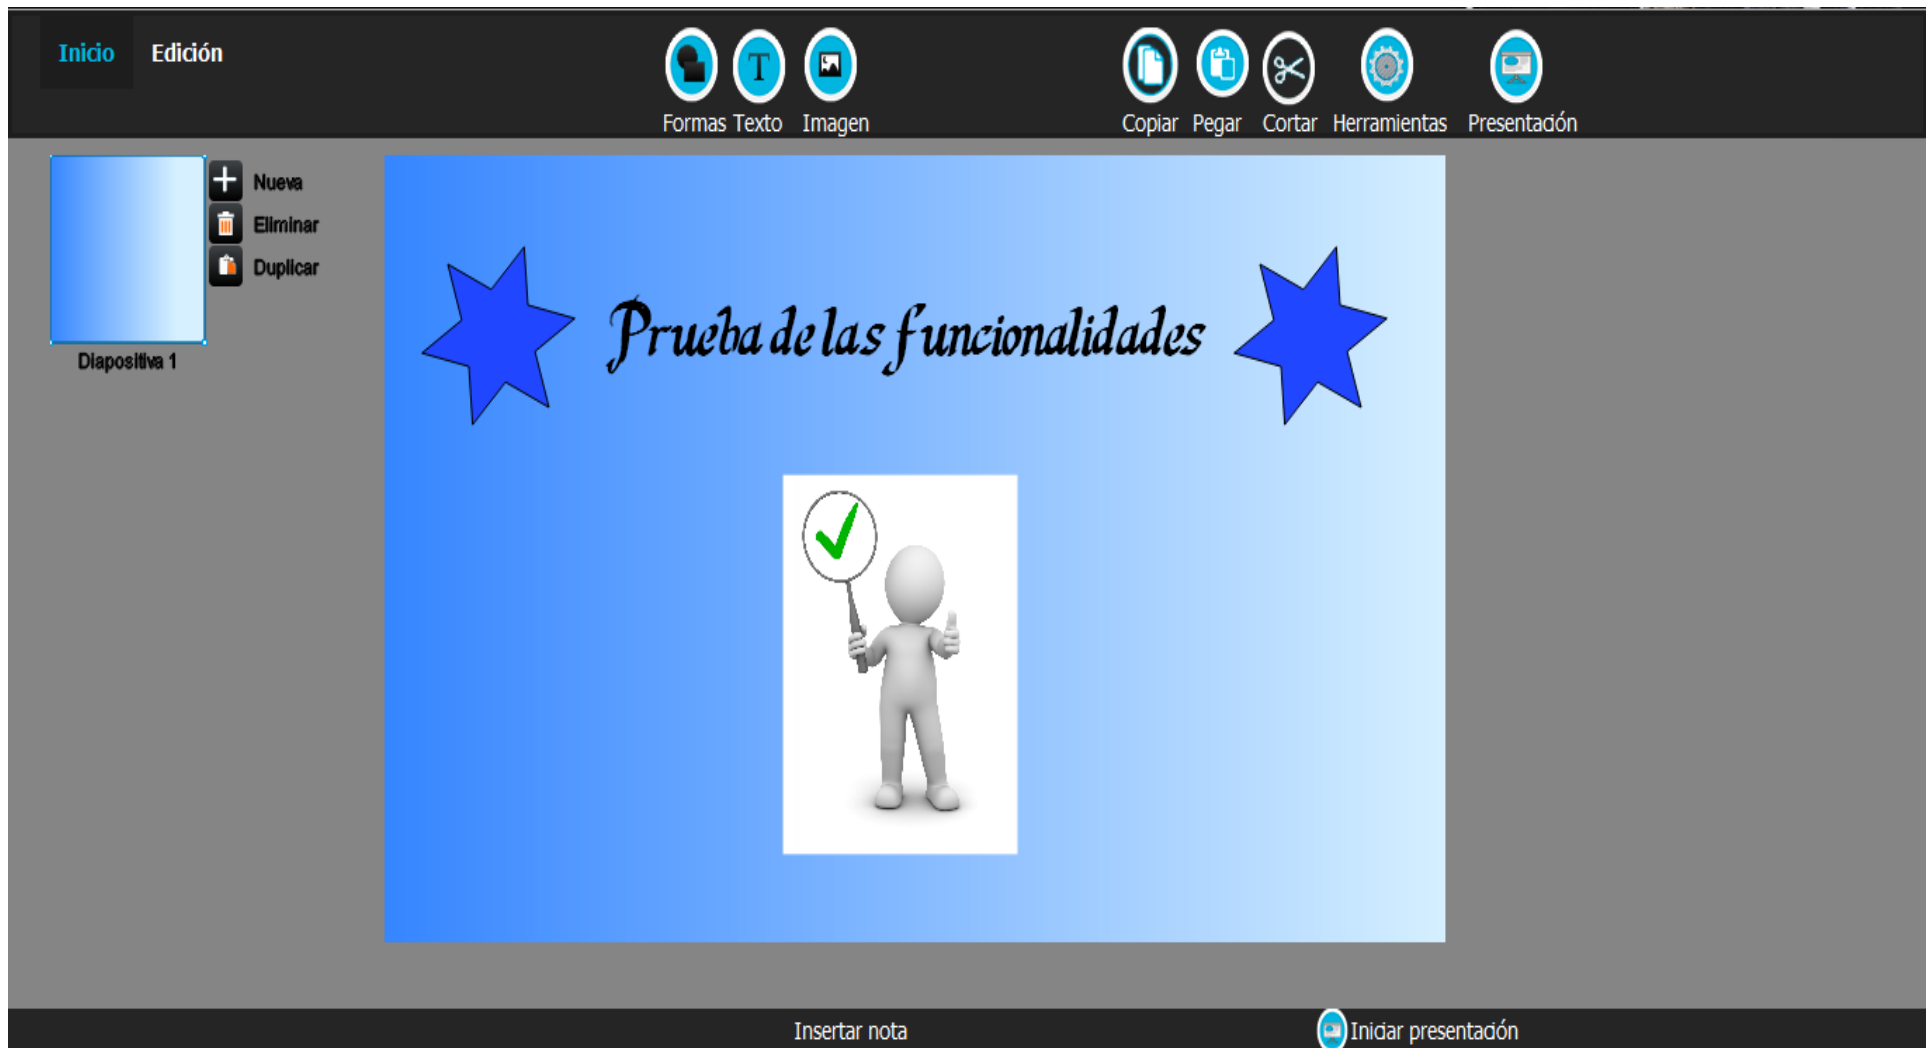 Inicio Edición
Formas Texto Imagen Copiar Pegar Cortar Herramientas Presentación
Nueva
Eliminar
Duplicar
Diapositiva 1
Prueba de las funcionalidades
Insertar nota Iniciar presentación